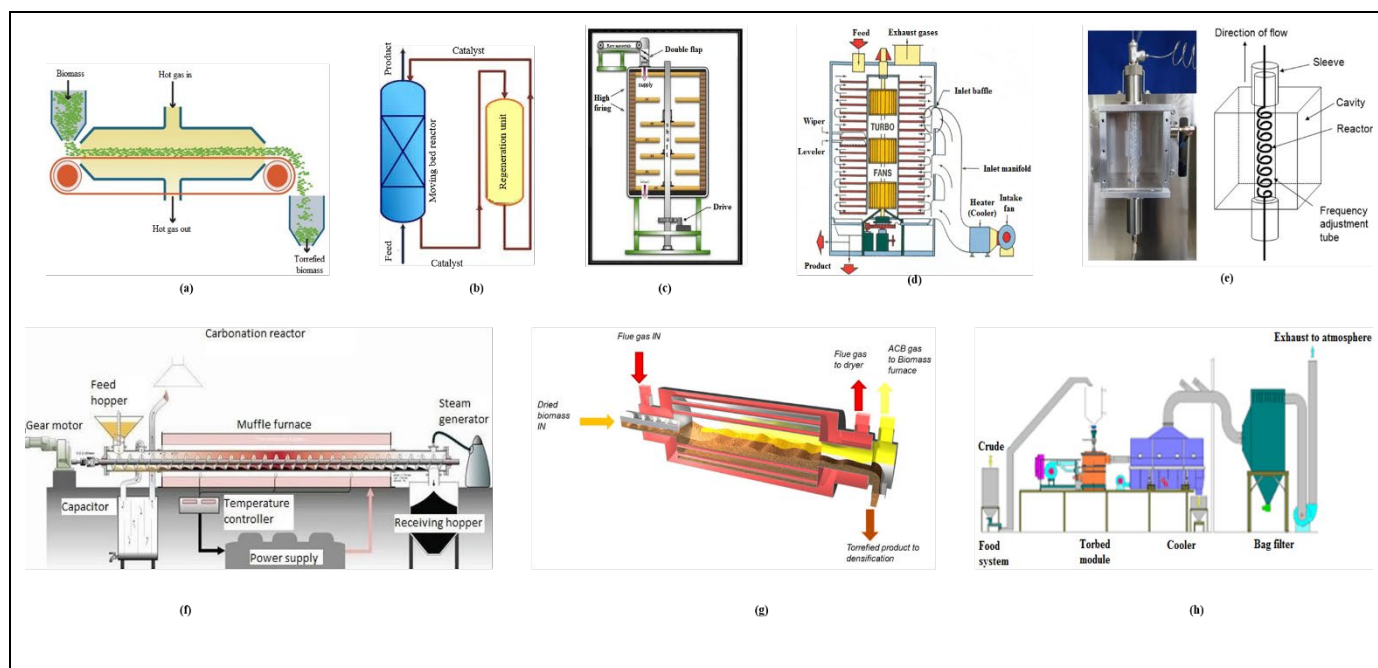 Biomass
Hot gas in
Hot gas out
Torrefied
biomass
(a)
Product
Catalyst
Moving bed reactor
Regeneration unit
Feed
Catalyst
(b)
Double flap
supply
High
firing
Drive
(c)
Feed
Exhaust gases
Inlet baffle
Wiper
TURBO
Leveler
FANS
Inlet manifold
Heater
(Cooler)
Intake
fan
Product
(d)
Direction of flow
Sleeve
Cavity
Reactor
Frequency
adjustment
tube
(e)
Carbonation reactor
Feed
hopper
Gear motor
Muffle furnace
Steam
generator
Capacitor
Temperature
controller
Receiving hopper
Power supply
(f)
Flue gas IN
Flue gas
to dryer
ACB gas
to Biomass
furnace
Dried
biomass
IN
Torrefied product to
densification
(g)
Exhaust to atmosphere
Crude
Food
system
Torbed
module
Cooler
Bag filter
(h)